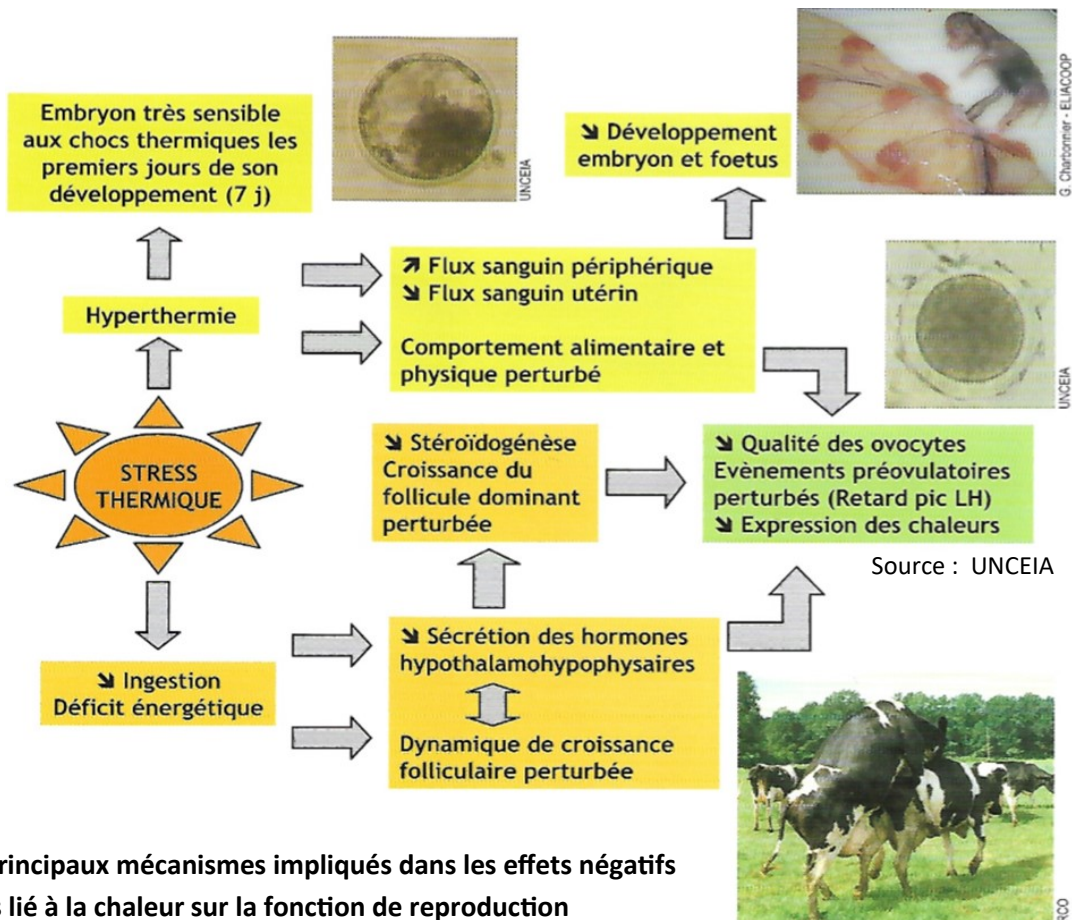 Embryon très sensible
aux chocs thermiques les
premiers jours de son
développement (7 j)
UNCEIA
↘ Développement
embryon et foetus
G. Charbonnier - ELIACOOP
Hyperthermie
↗ Flux sanguin périphérique
↘ Flux sanguin utérin
Comportement alimentaire et
physique perturbé
UNCEIA
STRESS
THERMIQUE
↘ Stéroïdogénèse
Croissance du
follicule dominant
perturbée
↘ Qualité des ovocytes
Evènements préovulatoires
perturbés (Retard pic LH)
↘ Expression des chaleurs
Source : UNCEIA
↘ Ingestion
Déficit énergétique
↘ Sécrétion des hormones
hypothalamohypophysaires
Dynamique de croissance
folliculaire perturbée
rincipaux mécanismes impliqués dans les effets négatifs
s lié à la chaleur sur la fonction de reproduction
RCO